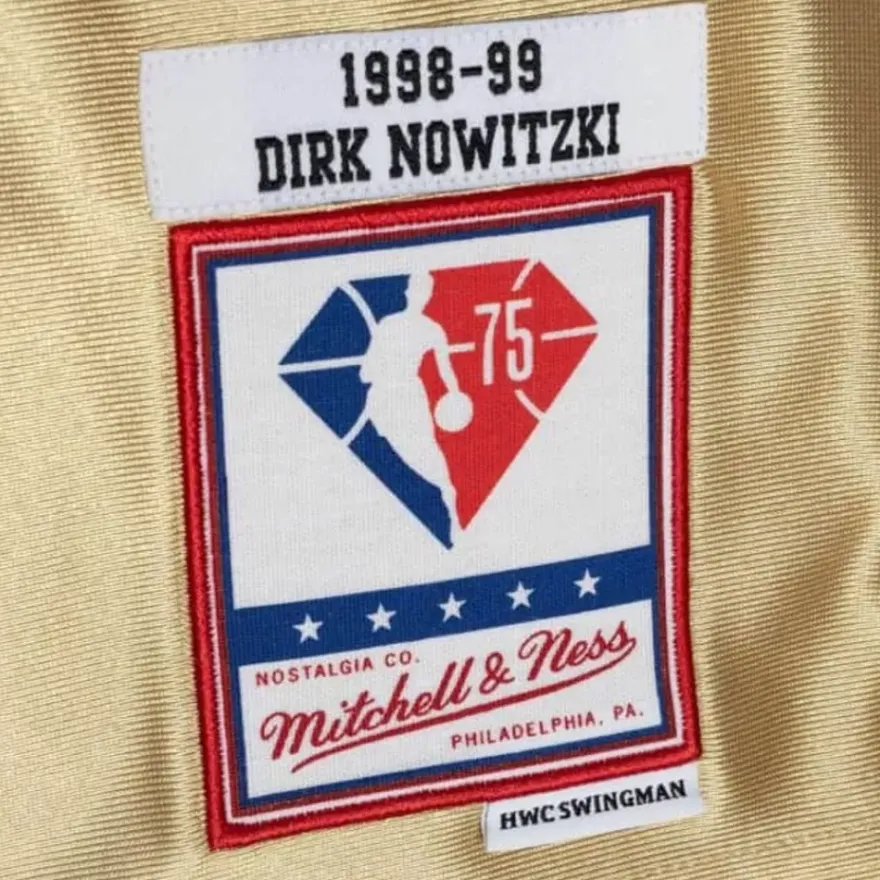 1998-99
DIRK NOWITZKI
75
NOSTALGIA CO.
Mitchell & Ness
PHILADELPHIA, PA.
HWC SWINGMAN